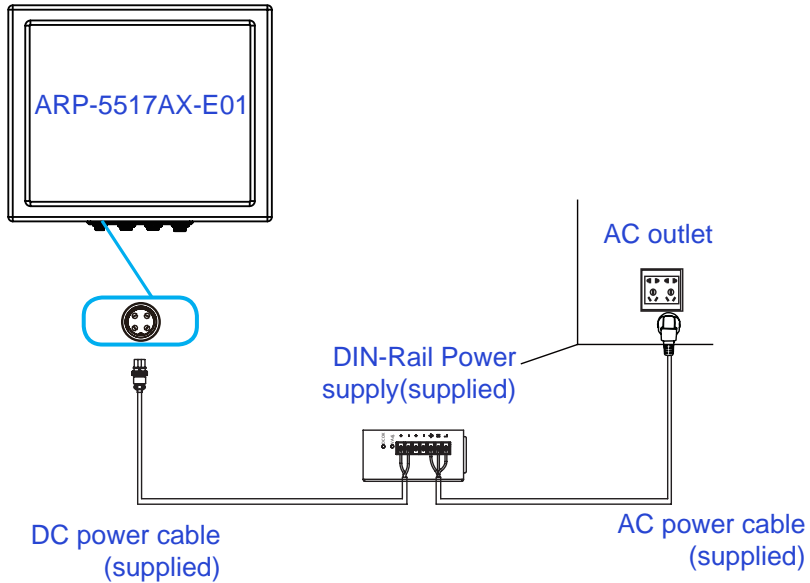 ARP-5517AX-E01
AC outlet
DIN-Rail Power
supply(supplied)
DC power cable
(supplied)
AC power cable
(supplied)